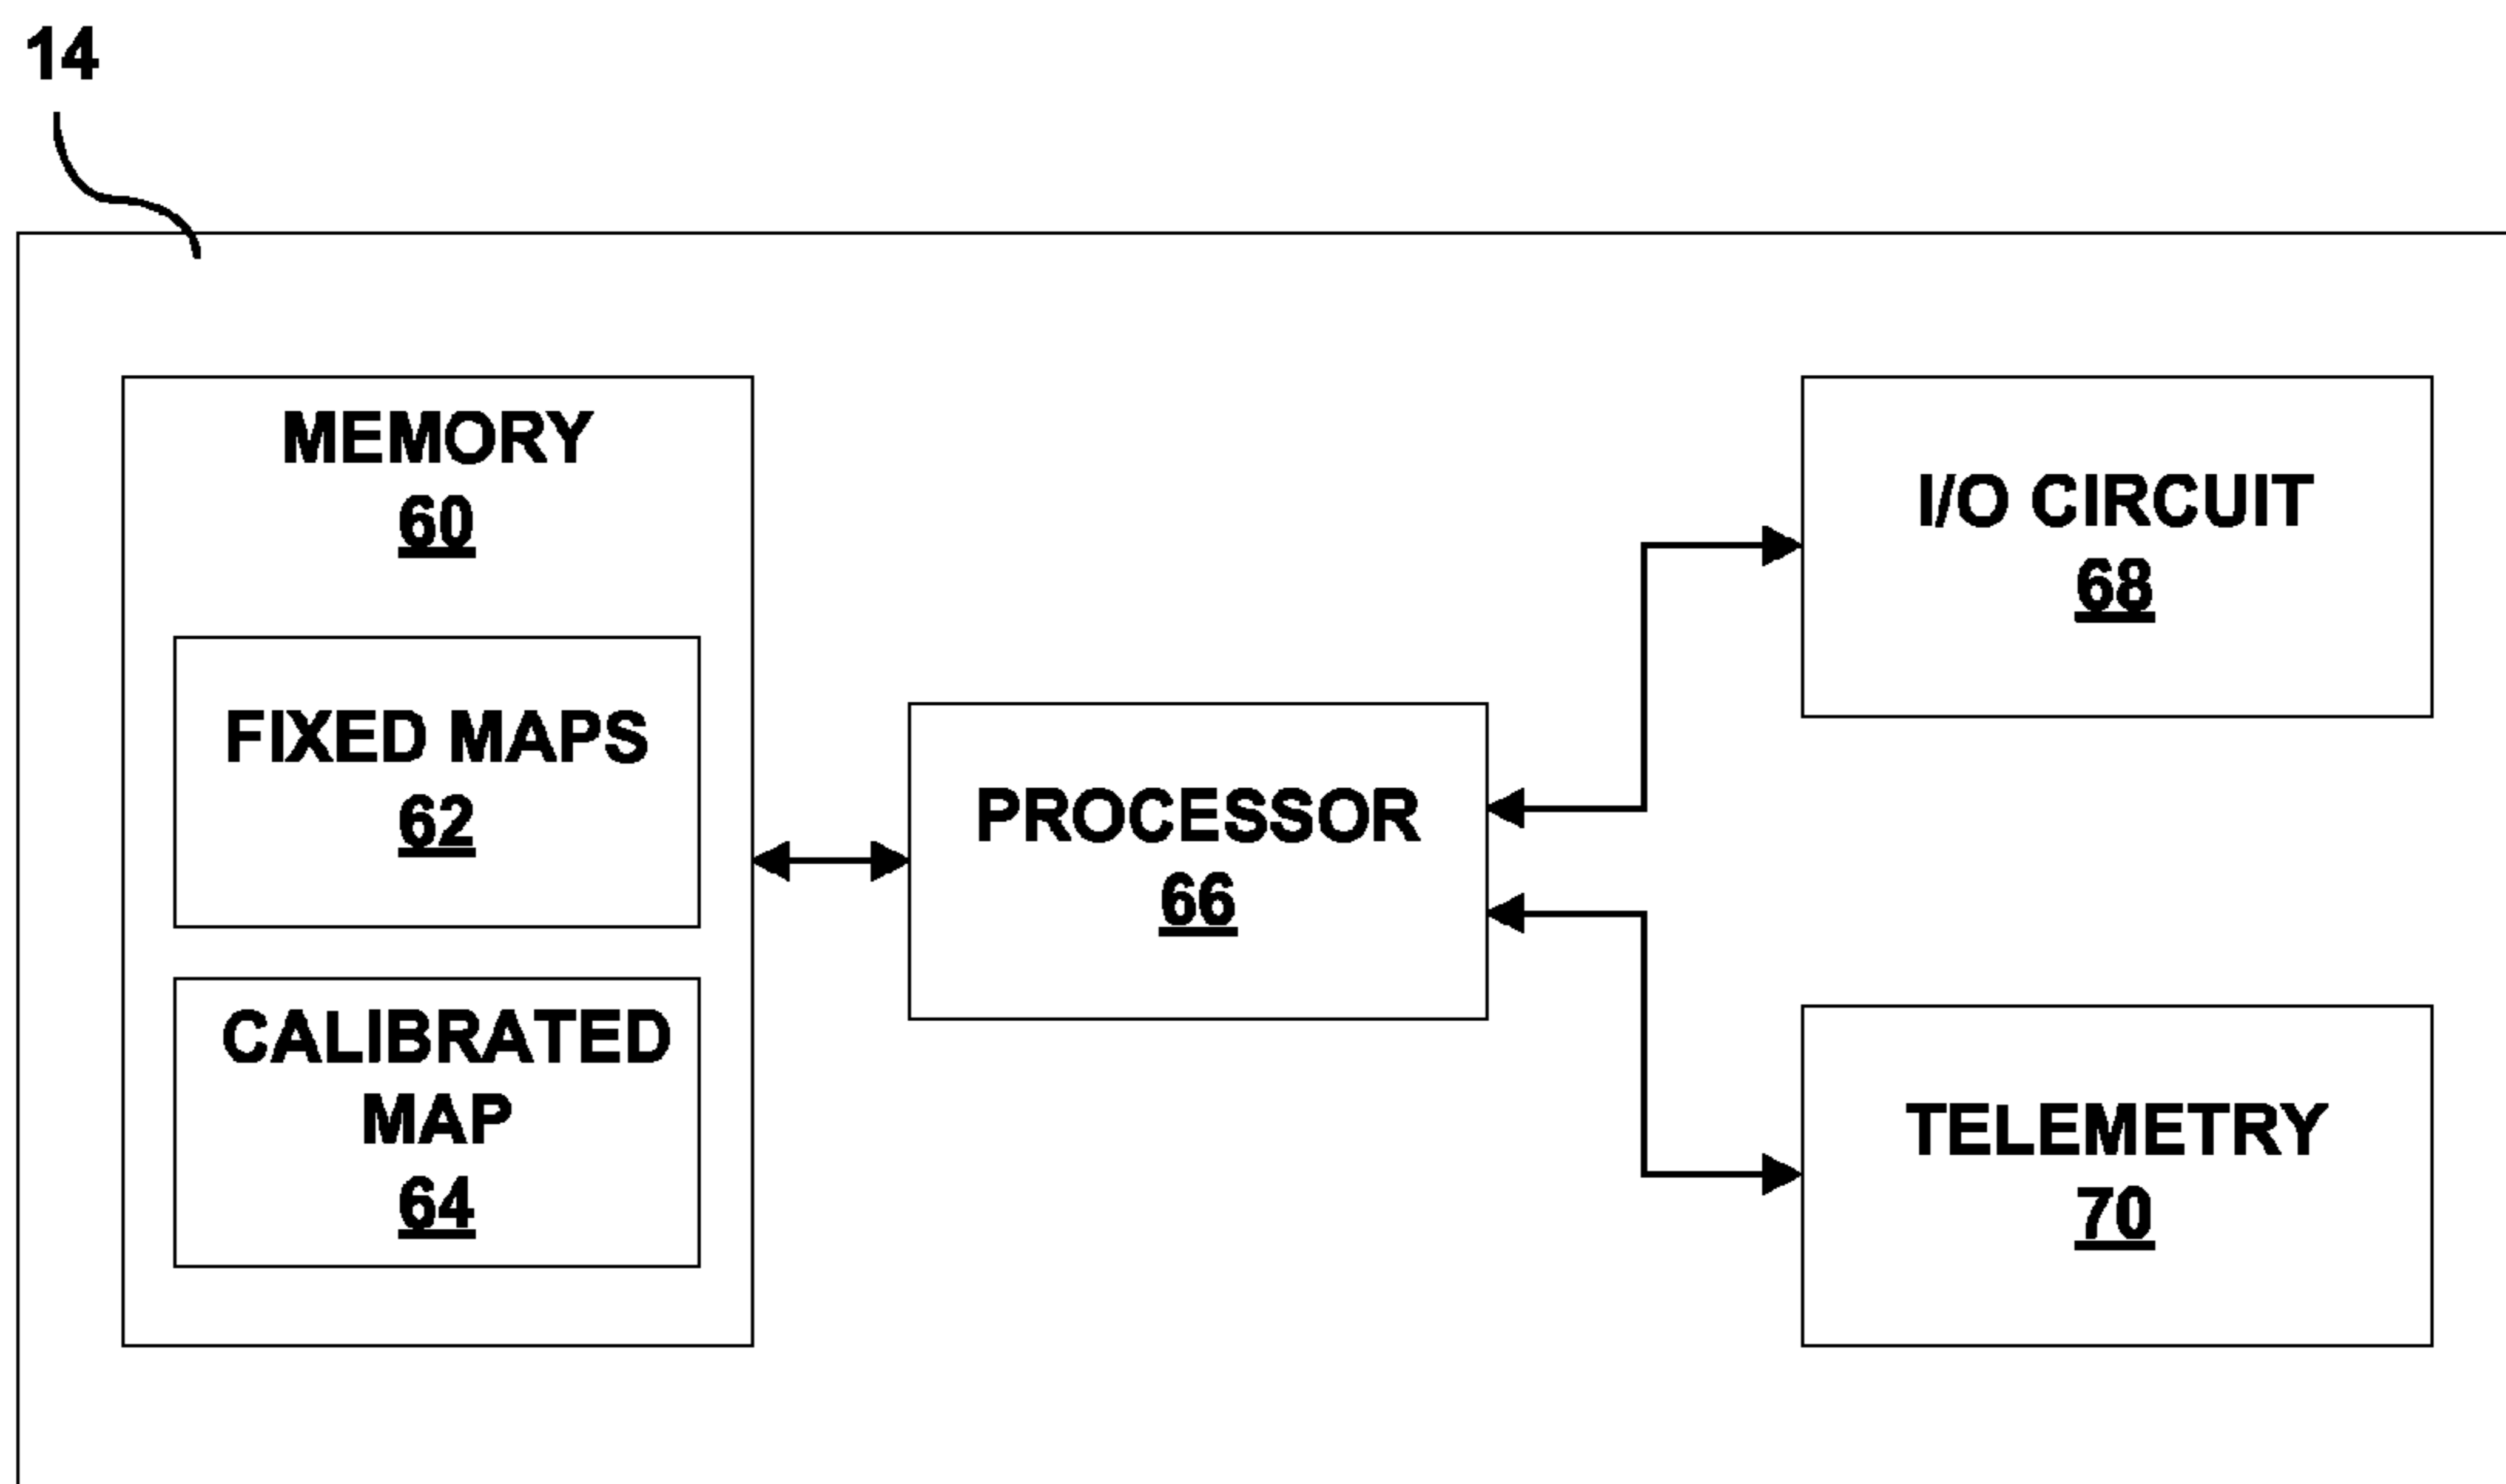 14
MEMORY
60
FIXED MAPS
62
CALIBRATED
MAP
64
PROCESSOR
66
I/O CIRCUIT
68
TELEMETRY
70